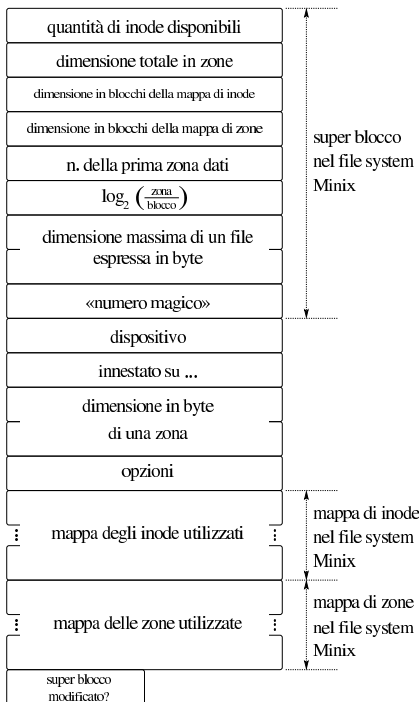 quantità di inode disponibili
dimensione totale in zone
dimensione in blocchi della mappa di inode
dimensione in blocchi della mappa di zone
n. della prima zona dati
log₂ (zona/blocco)
dimensione massima di un file
espressa in byte
«numero magico»
super blocco
nel file system
Minix
dispositivo
innestato su ...
dimensione in byte
di una zona
opzioni
mappa degli inode utilizzati
mappa di inode
nel file system
Minix
mappa delle zone utilizzate
mappa di zone
nel file system
Minix
super blocco
modificato?